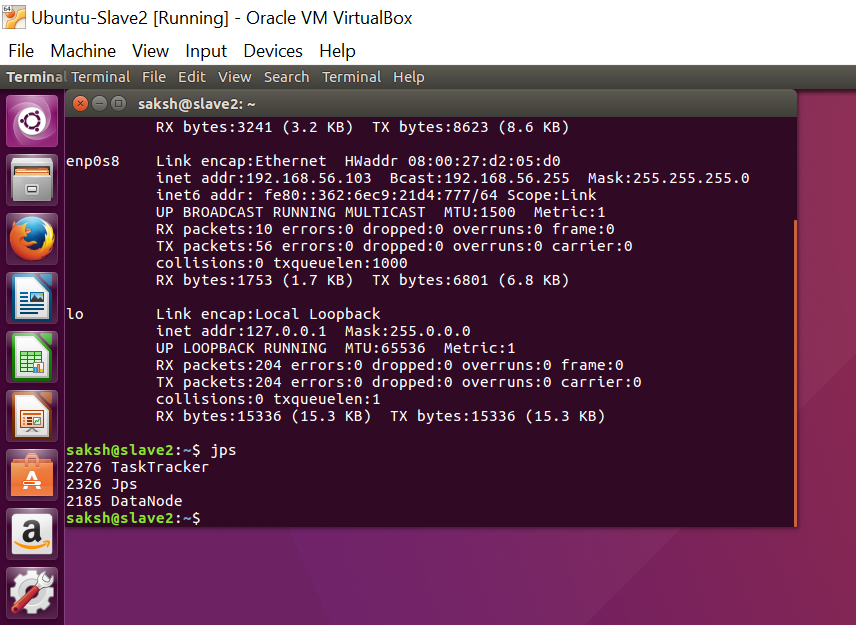 Ubuntu-Slave2 [Running] - Oracle VM VirtualBox
File Machine View Input Devices Help
Terminal Terminal File Edit View Search Terminal Help
saksh@slave2: ~
RX bytes:3241 (3.2 KB)  TX bytes:8623 (8.6 KB)
enp0s8    Link encap:Ethernet  HWaddr 08:00:27:d2:05:d0
inet addr:192.168.56.103  Bcast:192.168.56.255  Mask:255.255.255.0
inet6 addr: fe80::362:6ec9:21d4:777/64 Scope:Link
UP BROADCAST RUNNING MULTICAST  MTU:1500  Metric:1
RX packets:10 errors:0 dropped:0 overruns:0 frame:0
TX packets:56 errors:0 dropped:0 overruns:0 carrier:0
collisions:0 txqueuelen:1000
RX bytes:1753 (1.7 KB)  TX bytes:6801 (6.8 KB)
lo        Link encap:Local Loopback
inet addr:127.0.0.1  Mask:255.0.0.0
UP LOOPBACK RUNNING  MTU:65536  Metric:1
RX packets:204 errors:0 dropped:0 overruns:0 frame:0
TX packets:204 errors:0 dropped:0 overruns:0 carrier:0
collisions:0 txqueuelen:1
RX bytes:15336 (15.3 KB)  TX bytes:15336 (15.3 KB)
saksh@slave2:~$ jps
2276 TaskTracker
2326 Jps
2185 DataNode
saksh@slave2:~$